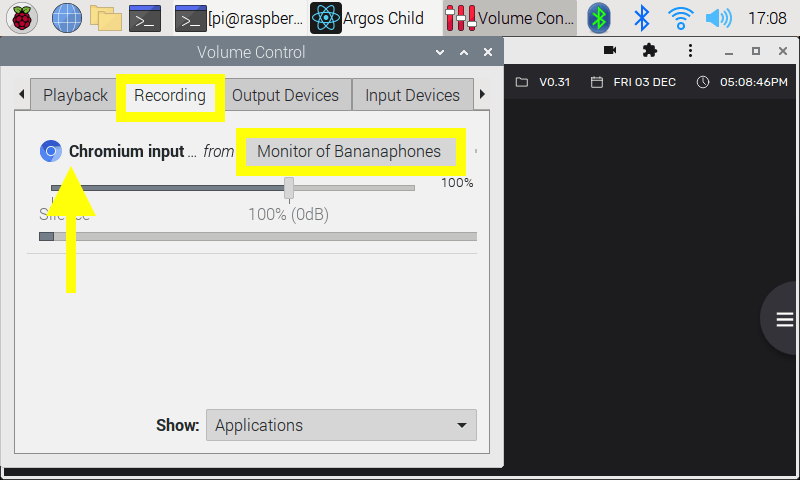 [pi@raspber...
Argos Child
Volume Con...
17:08
Volume Control
Playback
Recording
Output Devices
Input Devices
V0.31
FRI 03 DEC
05:08:46PM
Chromium input ... from
Monitor of Bananaphones
100%
Silence
100% (0dB)
Show:
Applications